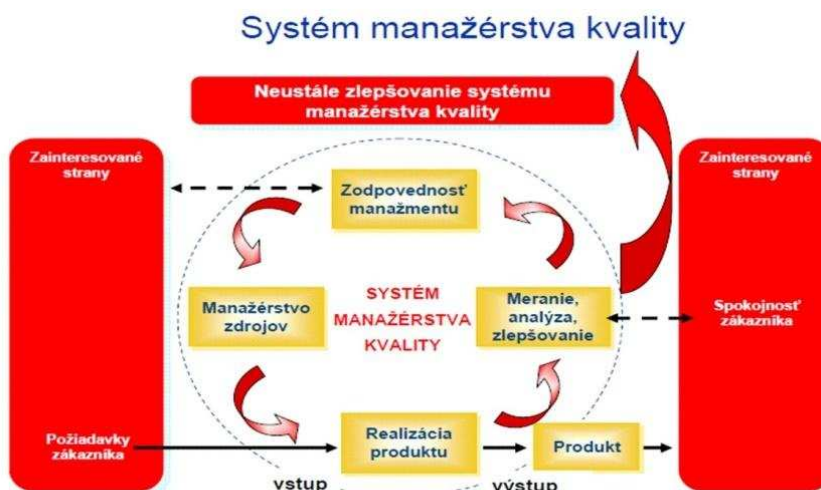 Systém manažérstva kvality
Neustále zlepšovanie systému
manažérstva kvality
Zainteresované
strany
Zainteresované
strany
Zodpovednosť
manažmentu
Manažérstvo
zdrojov
SYSTÉM
MANAŽÉRSTVA
KVALITY
Meranie,
analýza,
zlepšovanie
Spokojnosť
zákazníka
Požiadavky
zákazníka
Realizácia
produktu
Produkt
vstup
výstup